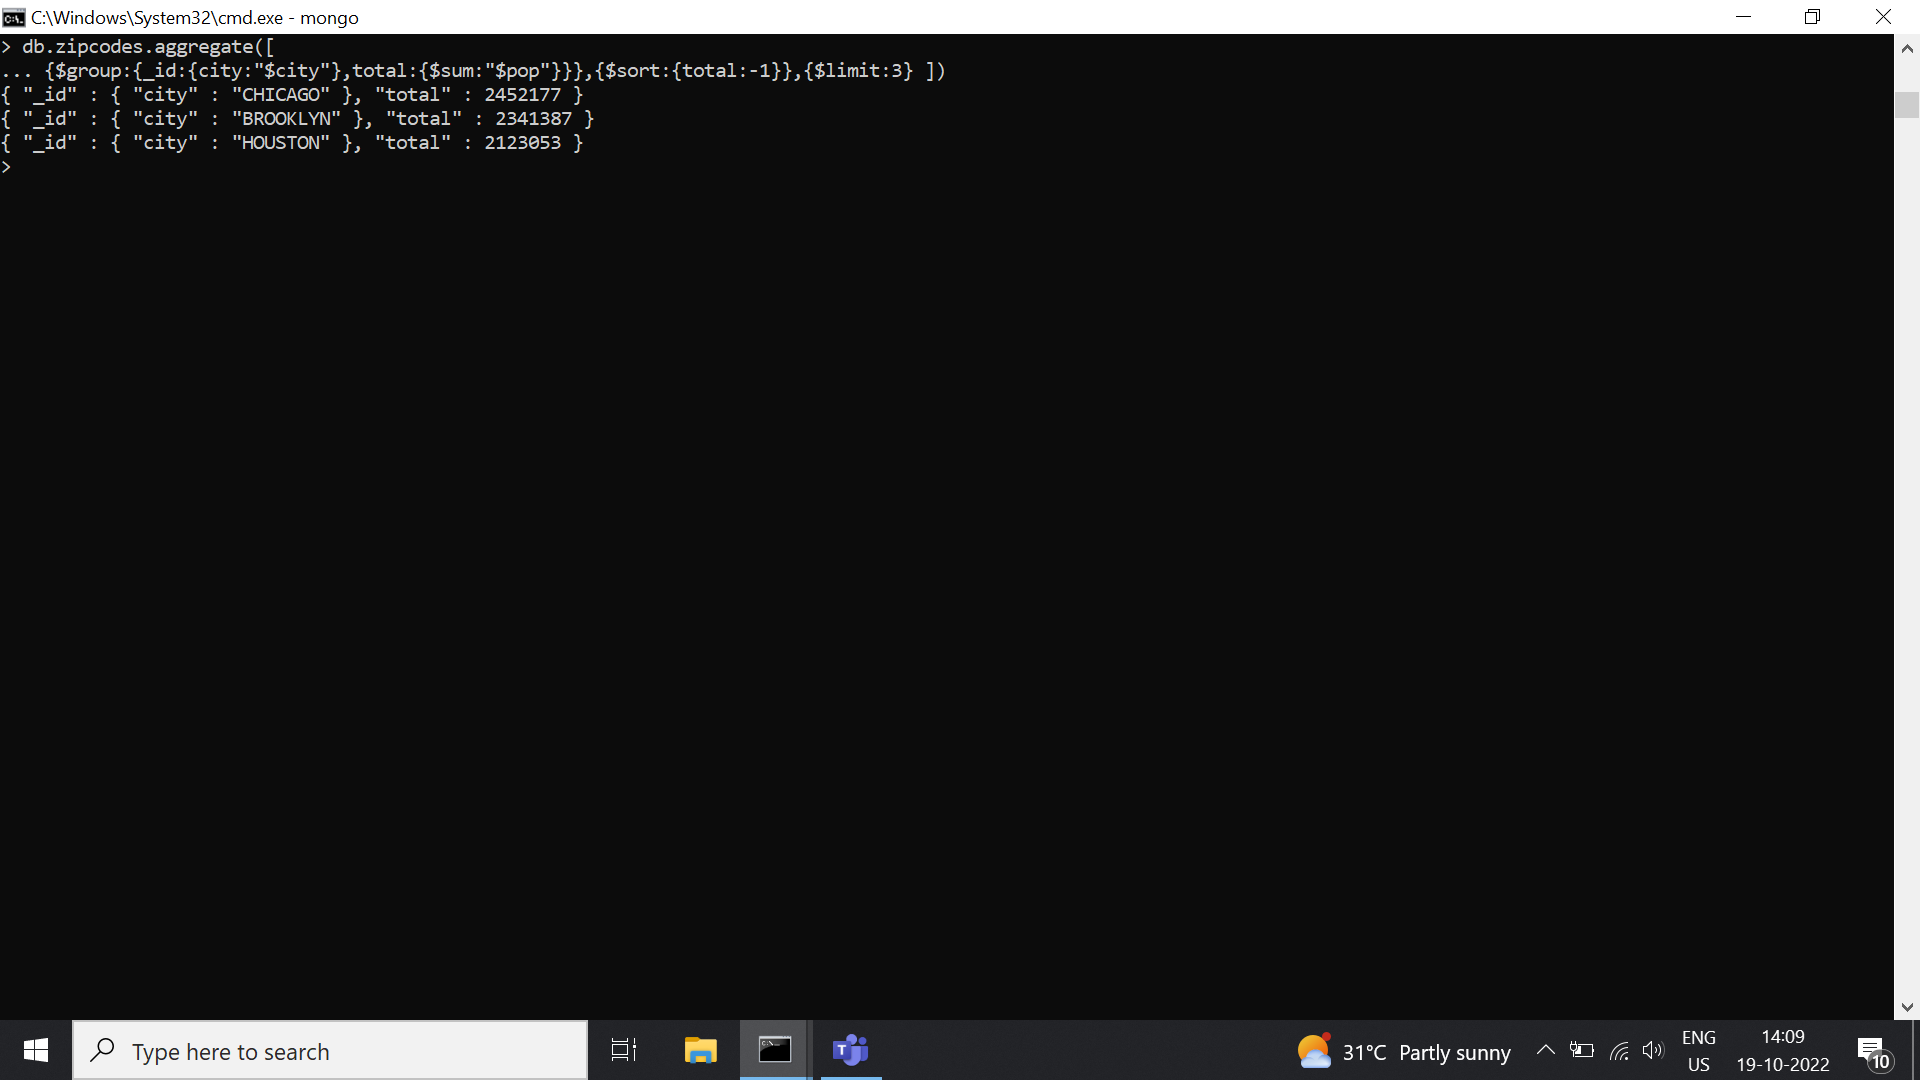 C:\Windows\System32\cmd.exe - mongo
> db.zipcodes.aggregate([
... {$group:{_id:{city:"$city"},total:{$sum:"$pop"}}},{$sort:{total:-1}},{$limit:3} ])
{ "_id" : { "city" : "CHICAGO" }, "total" : 2452177 }
{ "_id" : { "city" : "BROOKLYN" }, "total" : 2341387 }
{ "_id" : { "city" : "HOUSTON" }, "total" : 2123053 }
>
Type here to search
31°C Partly sunny
ENG
US
14:09
19-10-2022
10